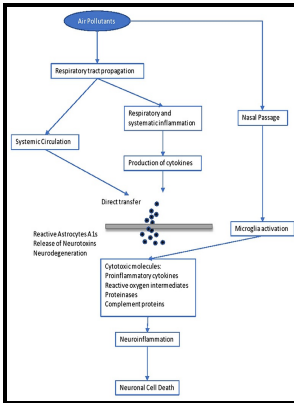 Air Pollutants
Respiratory tract propagation
Respiratory and
systematic inflammation
Nasal Passage
Systemic Circulation
Production of cytokines
Direct transfer
Reactive Astrocytes A1s
Release of Neurotoxins
Neurodegeneration
Microglia activation
Cytotoxic molecules:
Proinflammatory cytokines
Reactive oxygen intermediates
Proteinases
Complement proteins
Neuroinflammation
Neuronal Cell Death